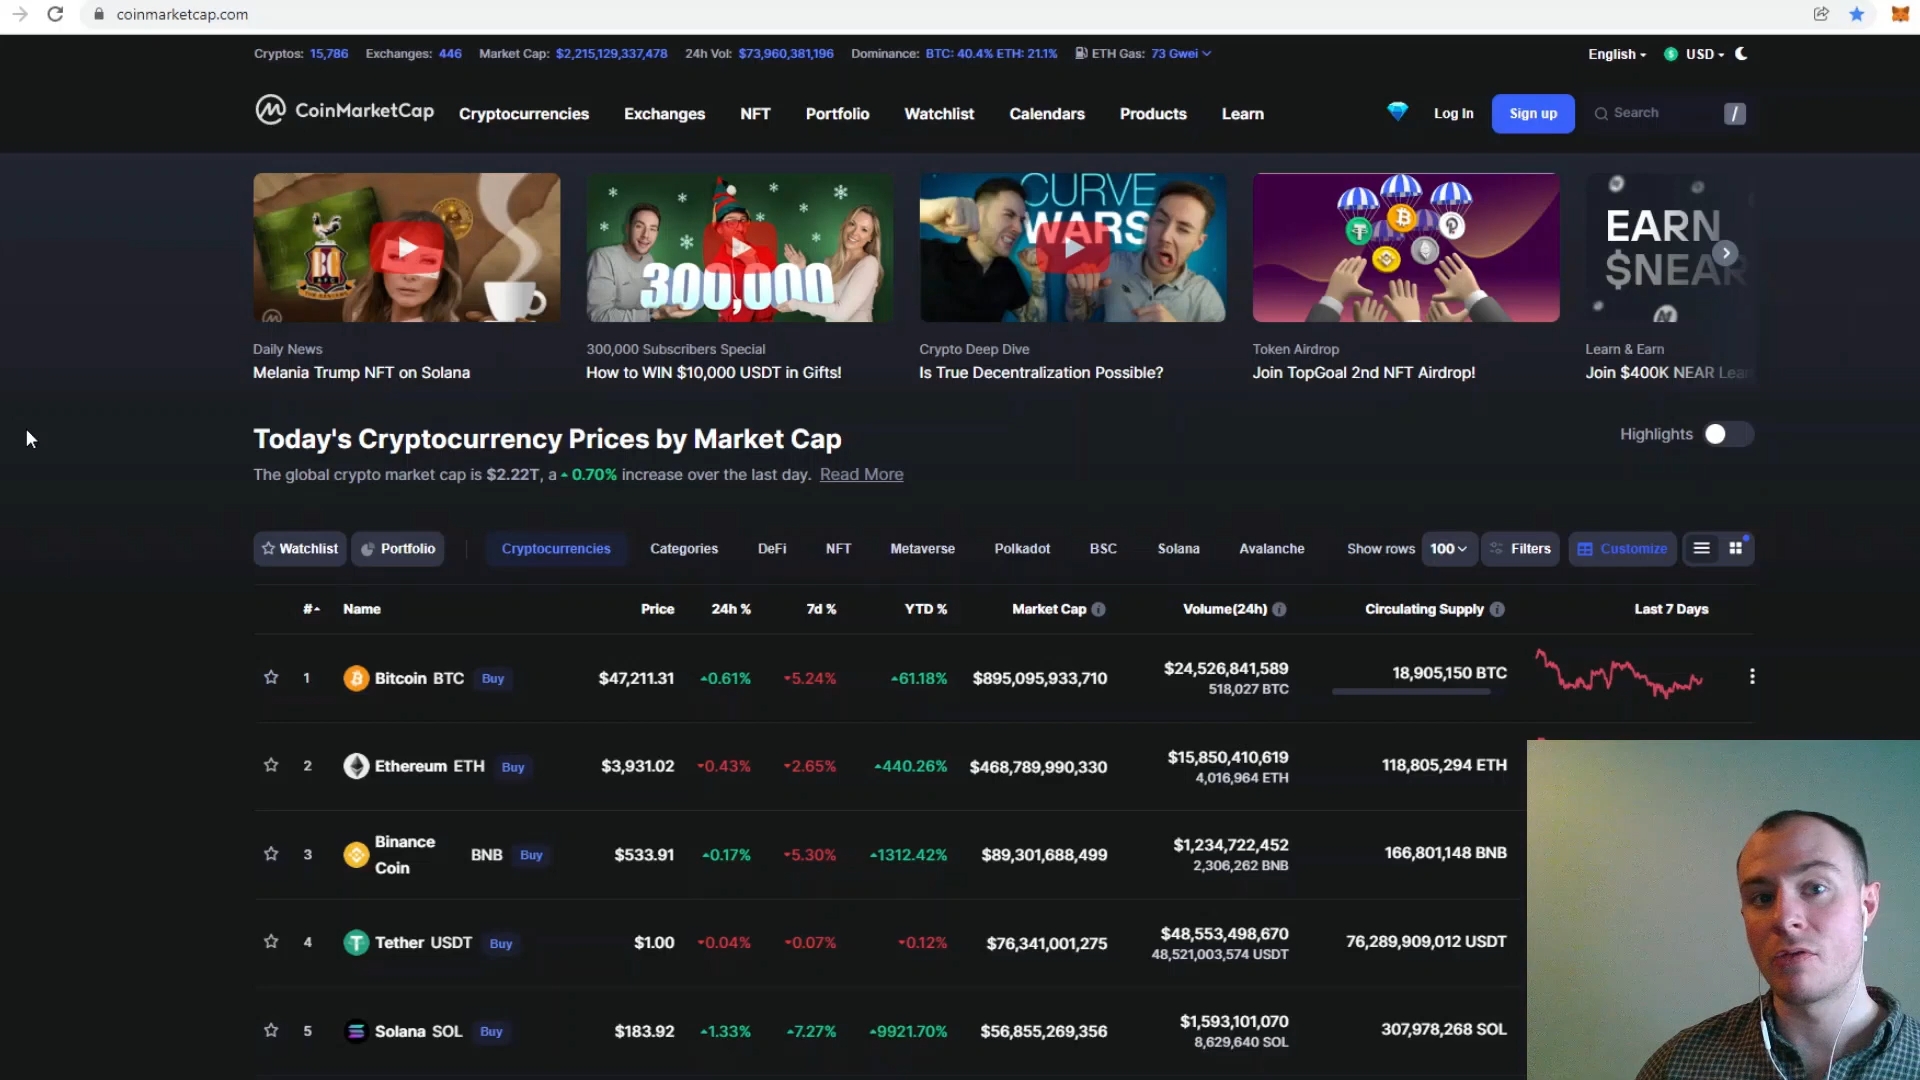 coinmarketcap.com
Cryptos: 15,786 Exchanges: 446 Market Cap: $2,215,129,337,478 24h Vol: $73,960,381,196 Dominance: BTC: 40.4% ETH: 21.1% ETH Gas: 73 Gwei
English USD
CoinMarketCap Cryptocurrencies Exchanges NFT Portfolio Watchlist Calendars Products Learn Log In Sign up Search /
300,000
CURVE
WARS
EARN
$NEAR
Daily News
Melania Trump NFT on Solana
300,000 Subscribers Special
How to WIN $10,000 USDT in Gifts!
Crypto Deep Dive
Is True Decentralization Possible?
Token Airdrop
Join TopGoal 2nd NFT Airdrop!
Learn & Earn
Join $400K NEAR Lea
Today's Cryptocurrency Prices by Market Cap
Highlights
The global crypto market cap is $2.22T, a 0.70% increase over the last day. Read More
Watchlist Portfolio Cryptocurrencies Categories DeFi NFT Metaverse Polkadot BSC Solana Avalanche Show rows 100 Filters Customize
# Name Price 24h % 7d % YTD % Market Cap Volume(24h) Circulating Supply Last 7 Days
1 Bitcoin BTC Buy $47,211.31 0.61% 5.24% 61.18% $895,095,933,710 $24,526,841,589 18,905,150 BTC
518,027 BTC
2 Ethereum ETH Buy $3,931.02 0.43% 2.65% 440.26% $468,789,990,330 $15,850,410,619 118,805,294 ETH
4,016,964 ETH
3 Binance Coin BNB Buy $533.91 0.17% 5.30% 1312.42% $89,301,688,499 $1,234,722,452 166,801,148 BNB
2,306,262 BNB
4 Tether USDT Buy $1.00 0.04% 0.07% 0.12% $76,341,001,275 $48,553,498,670 76,289,909,012 USDT
48,521,003,574 USDT
5 Solana SOL Buy $183.92 1.33% 7.27% 9921.70% $56,855,269,356 $1,593,101,070 307,978,268 SOL
8,629,640 SOL